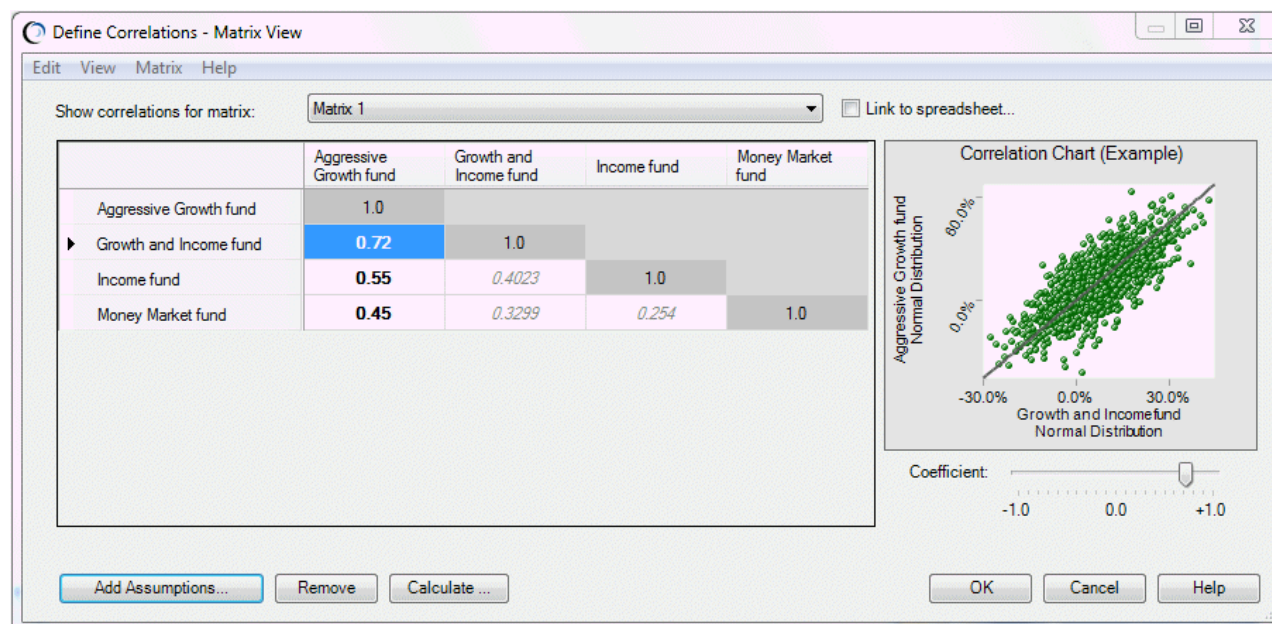 Define Correlations - Matrix View
Edit View Matrix Help
Show correlations for matrix: Matrix 1 Link to spreadsheet...
Aggressive Growth fund Growth and Income fund Income fund Money Market fund
Aggressive Growth fund 1.0
Growth and Income fund 0.72 1.0
Income fund 0.55 0.4023 1.0
Money Market fund 0.45 0.3299 0.254 1.0
Correlation Chart (Example)
Aggressive Growth fund
Normal Distribution
60.0%
0.0%
-30.0% 0.0% 30.0%
Growth and Incomefund
Normal Distribution
Coefficient:
-1.0 0.0 +1.0
Add Assumptions... Remove Calculate ... OK Cancel Help